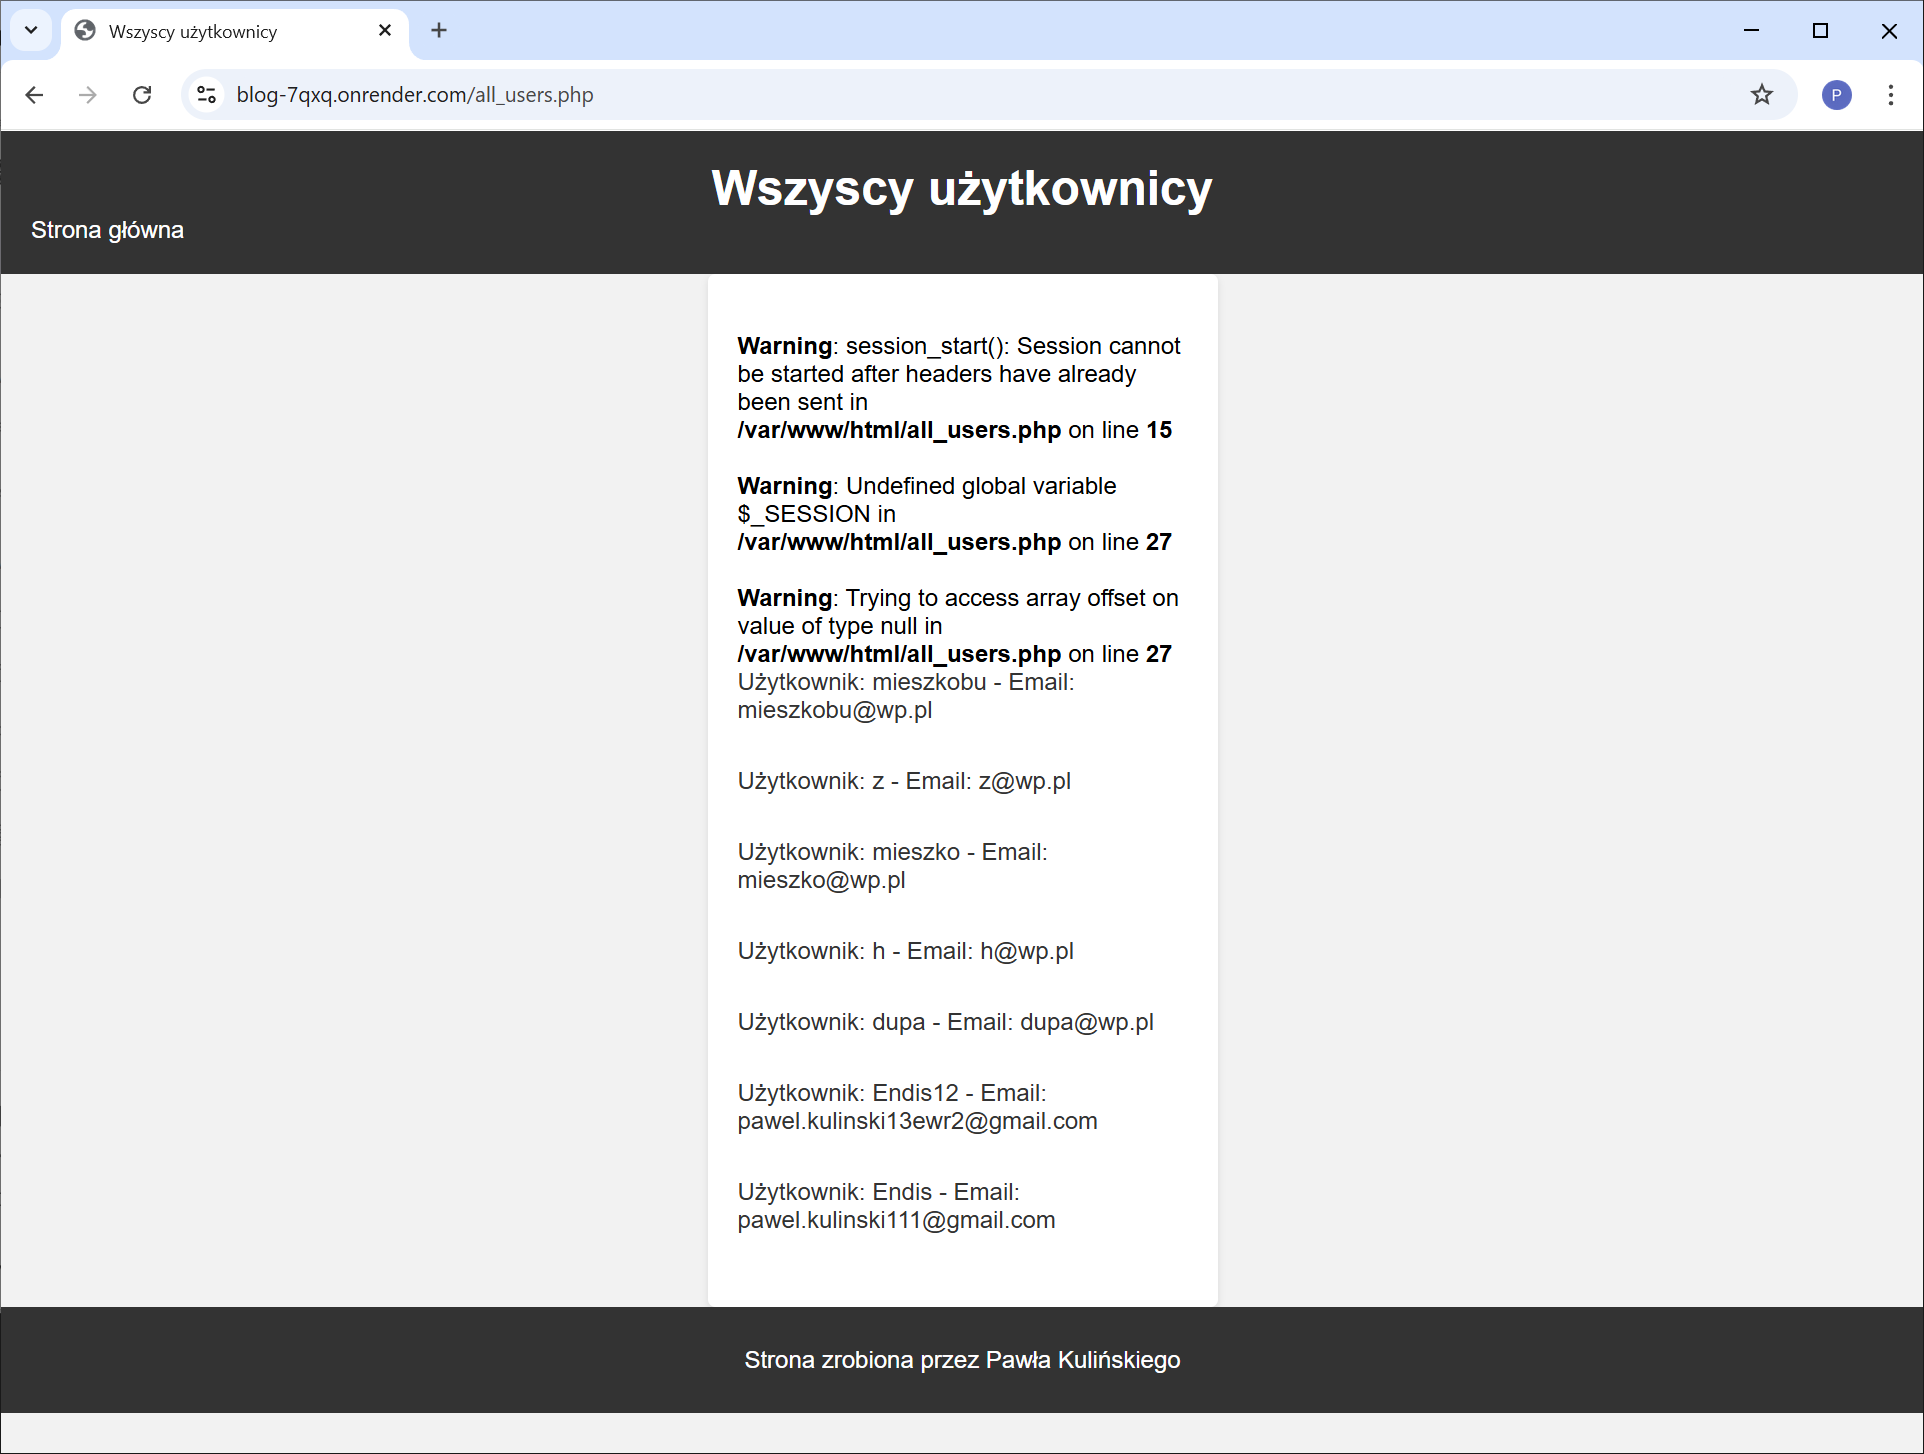 Wszyscy użytkownicy
blog-7qxq.onrender.com/all_users.php
P
Wszyscy użytkownicy
Strona główna
Warning: session_start(): Session cannot
be started after headers have already
been sent in
/var/www/html/all_users.php on line 15
Warning: Undefined global variable
$_SESSION in
/var/www/html/all_users.php on line 27
Warning: Trying to access array offset on
value of type null in
/var/www/html/all_users.php on line 27
Użytkownik: mieszkobu - Email:
mieszkobu@wp.pl
Użytkownik: z - Email: z@wp.pl
Użytkownik: mieszko - Email:
mieszko@wp.pl
Użytkownik: h - Email: h@wp.pl
Użytkownik: dupa - Email: dupa@wp.pl
Użytkownik: Endis12 - Email:
pawel.kulinski13ewr2@gmail.com
Użytkownik: Endis - Email:
pawel.kulinski111@gmail.com
Strona zrobiona przez Pawła Kulińskiego